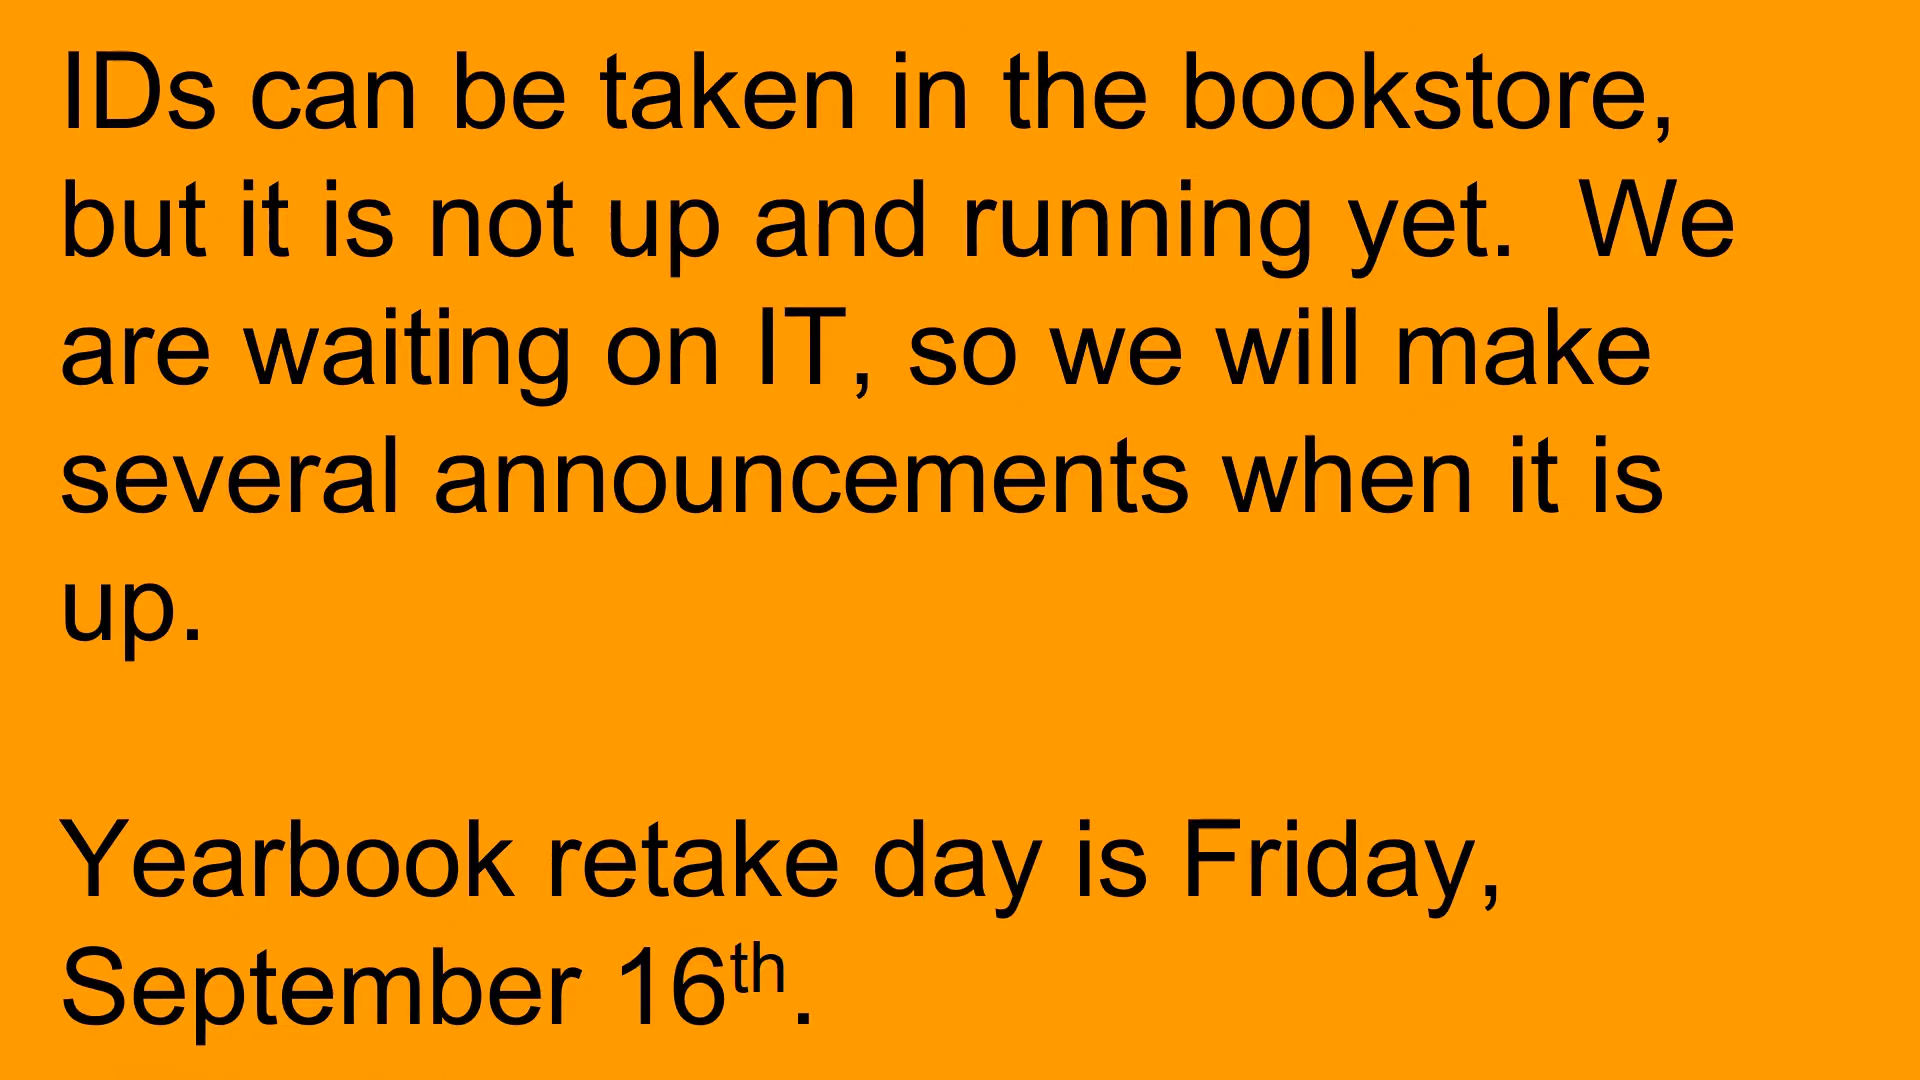 IDs can be taken in the bookstore,
but it is not up and running yet.  We
are waiting on IT, so we will make
several announcements when it is
up.
Yearbook retake day is Friday,
September 16th.